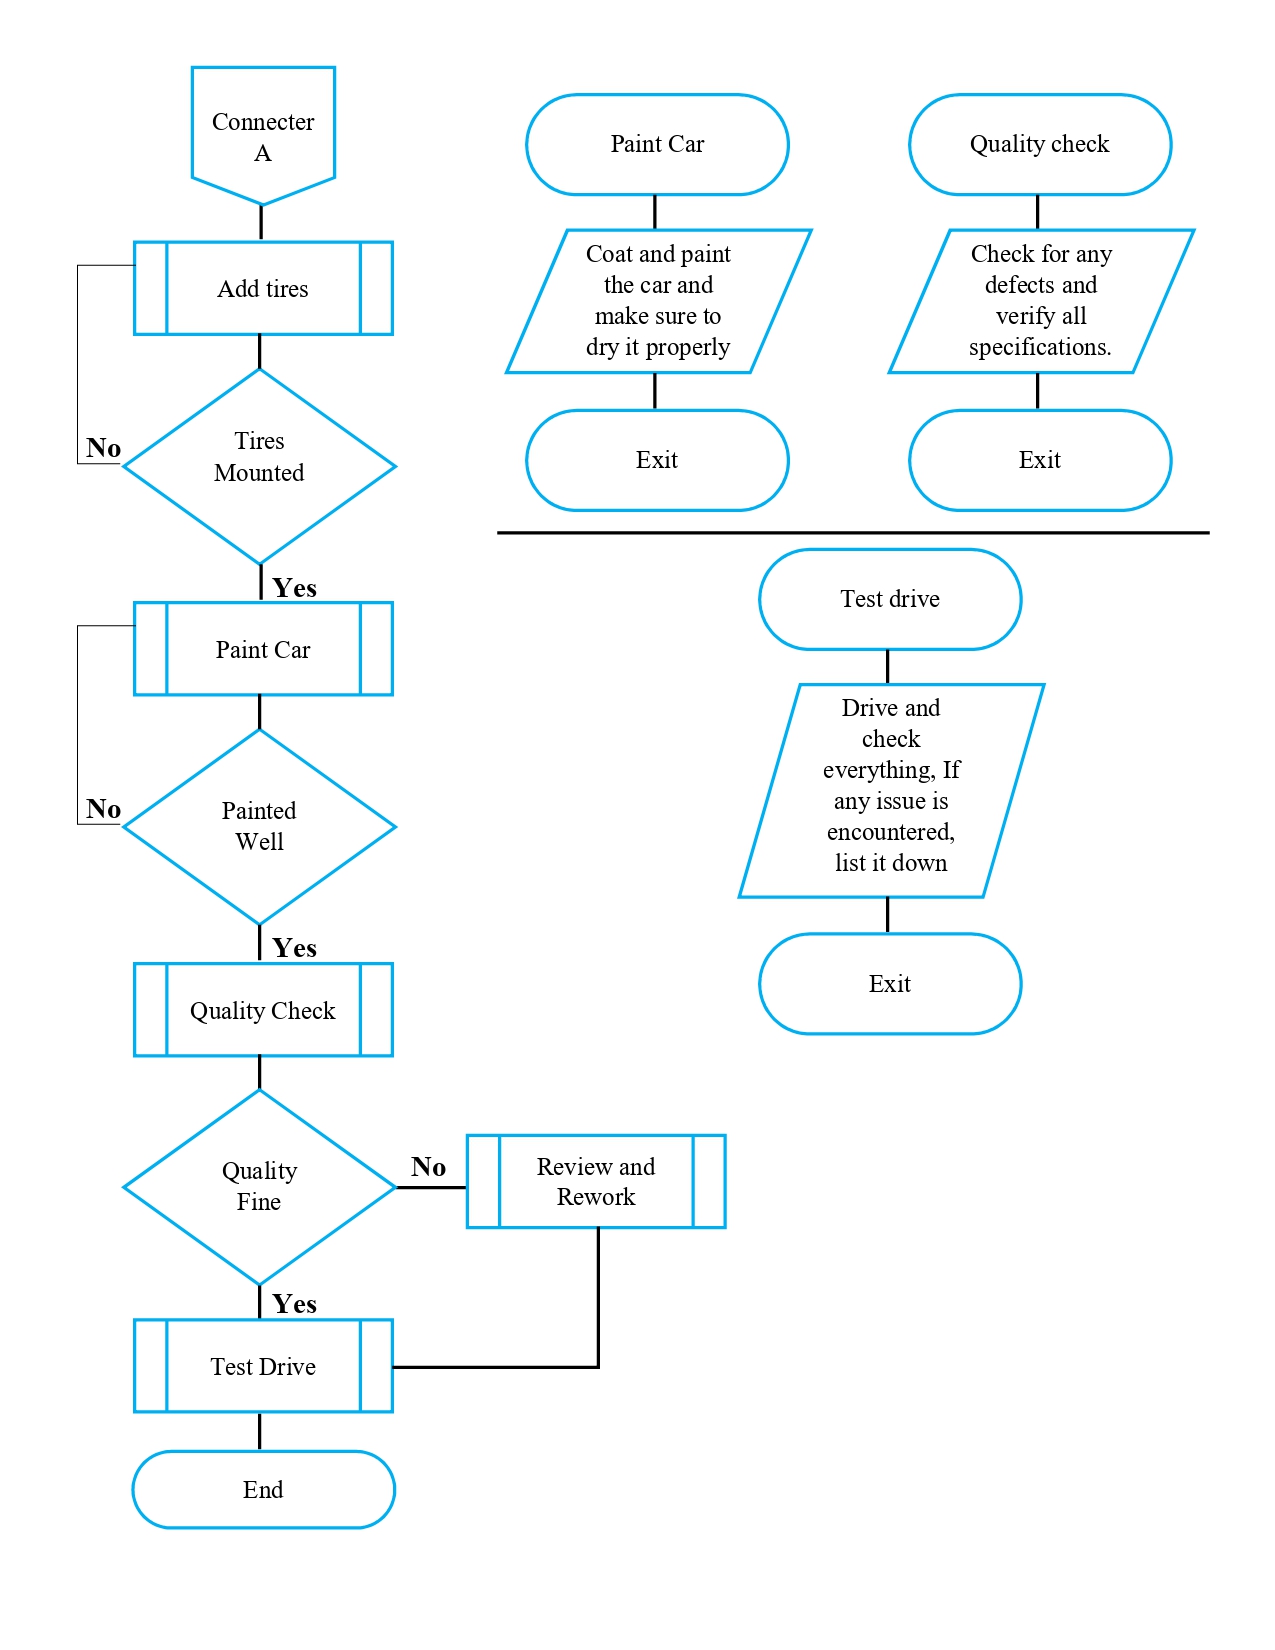 Connecter
A
Add tires
Tires
Mounted
No
Yes
Paint Car
Painted
Well
No
Yes
Quality Check
Quality
Fine
No
Review and
Rework
Yes
Test Drive
End
Paint Car
Coat and paint
the car and
make sure to
dry it properly
Exit
Quality check
Check for any
defects and
verify all
specifications.
Exit
Test drive
Drive and
check
everything, If
any issue is
encountered,
list it down
Exit